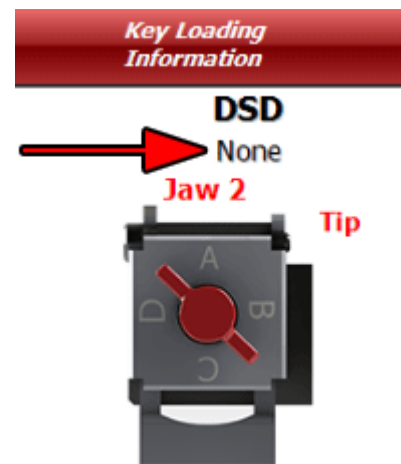 Key Loading
Information
DSD
None
Jaw 2
Tip
A
B
C
D